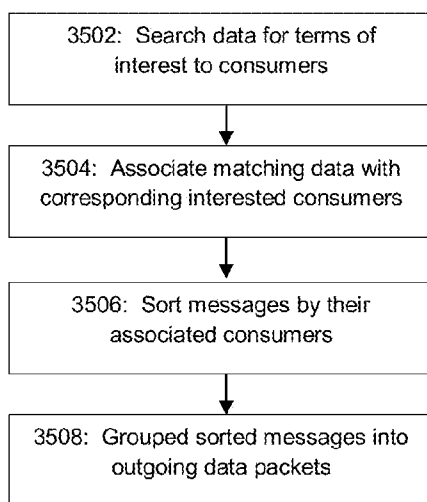 3502: Search data for terms of
interest to consumers
3504: Associate matching data with
corresponding interested consumers
3506: Sort messages by their
associated consumers
3508: Grouped sorted messages into
outgoing data packets